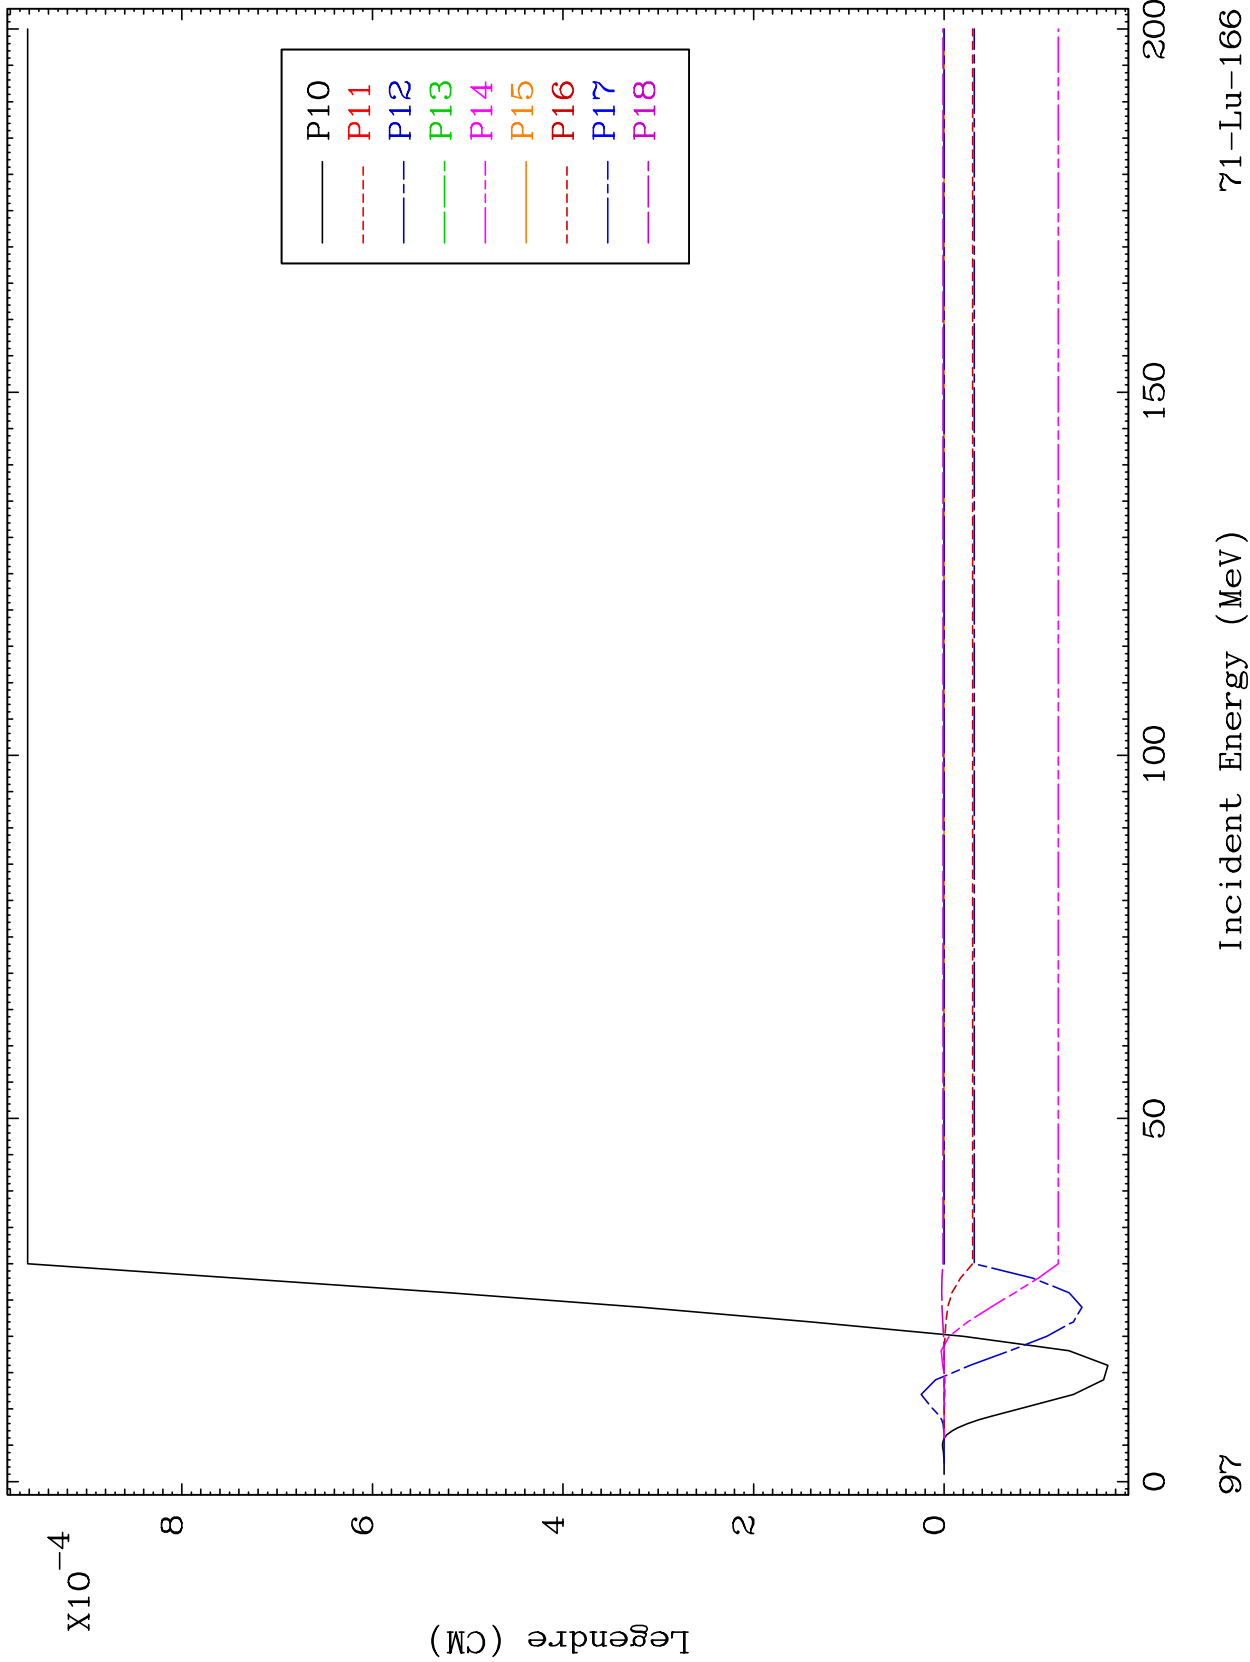 X10⁻⁴
Legendre (CM)
8
6
4
2
0
P10
P11
P12
P13
P14
P15
P16
P17
P18
0
50
100
150
200
97
Incident Energy (MeV)
71-Lu-166